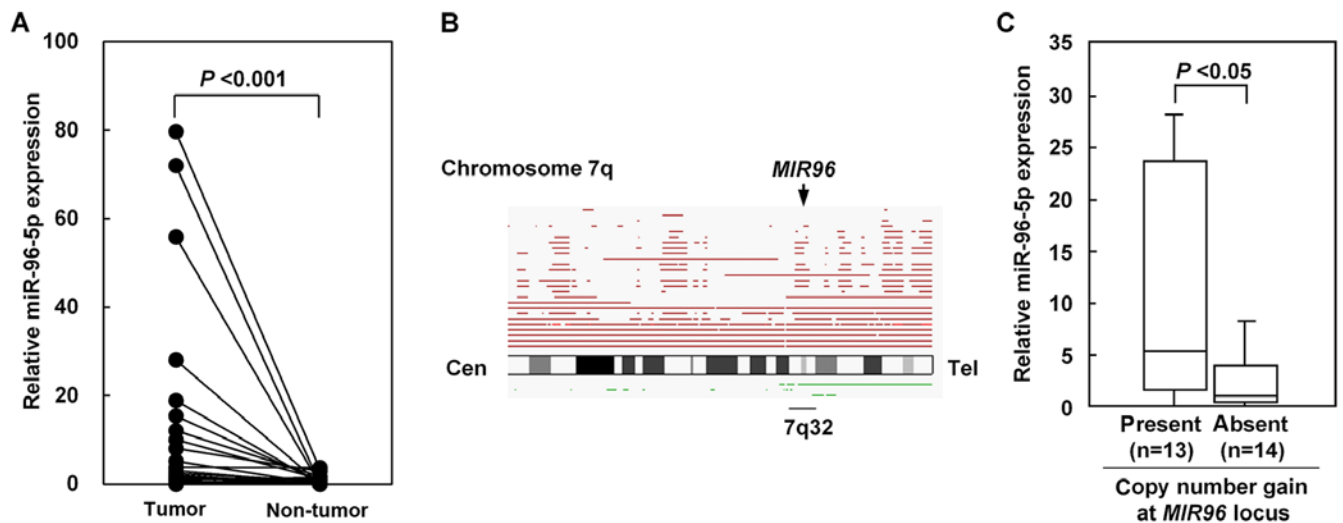 A
Relative miR-96-5p expression
100
80
60
40
20
0
P <0.001
Tumor
Non-tumor
B
Chromosome 7q
MIR96
Cen
Tel
7q32
C
Relative miR-96-5p expression
35
30
25
20
15
10
5
0
P <0.05
Present Absent
(n=13) (n=14)
Copy number gain
at MIR96 locus